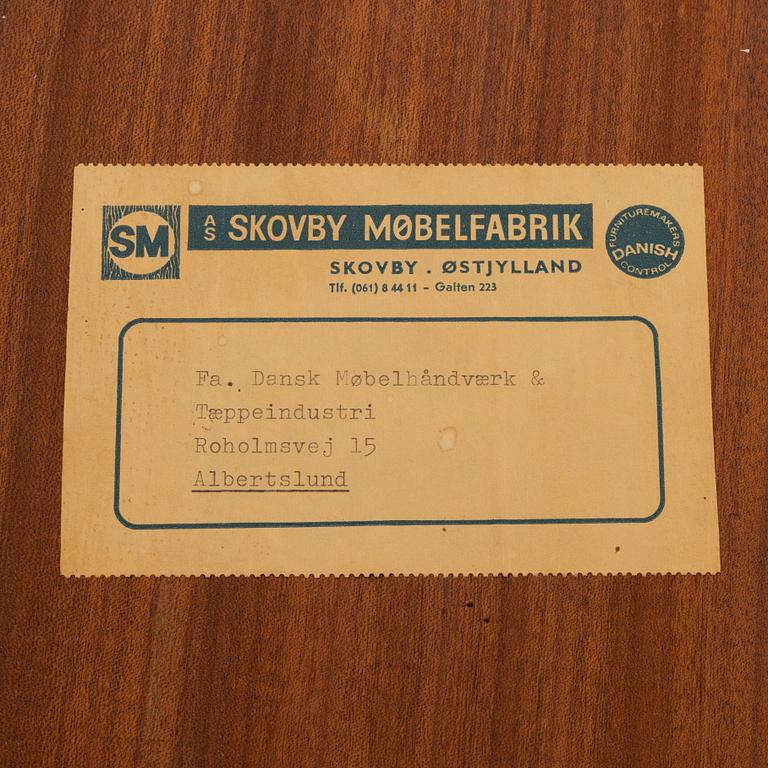 SM
A/S SKOVBY MØBELFABRIK
SKOVBY . ØSTJYLLAND
Tlf. (061) 8 44 11 – Galten 223
FURNITUREMAKERS
DANISH
CONTROL
Fa. Dansk Møbelhåndværk &
Tæppeindustri
Roholmsvej 15
Albertslund